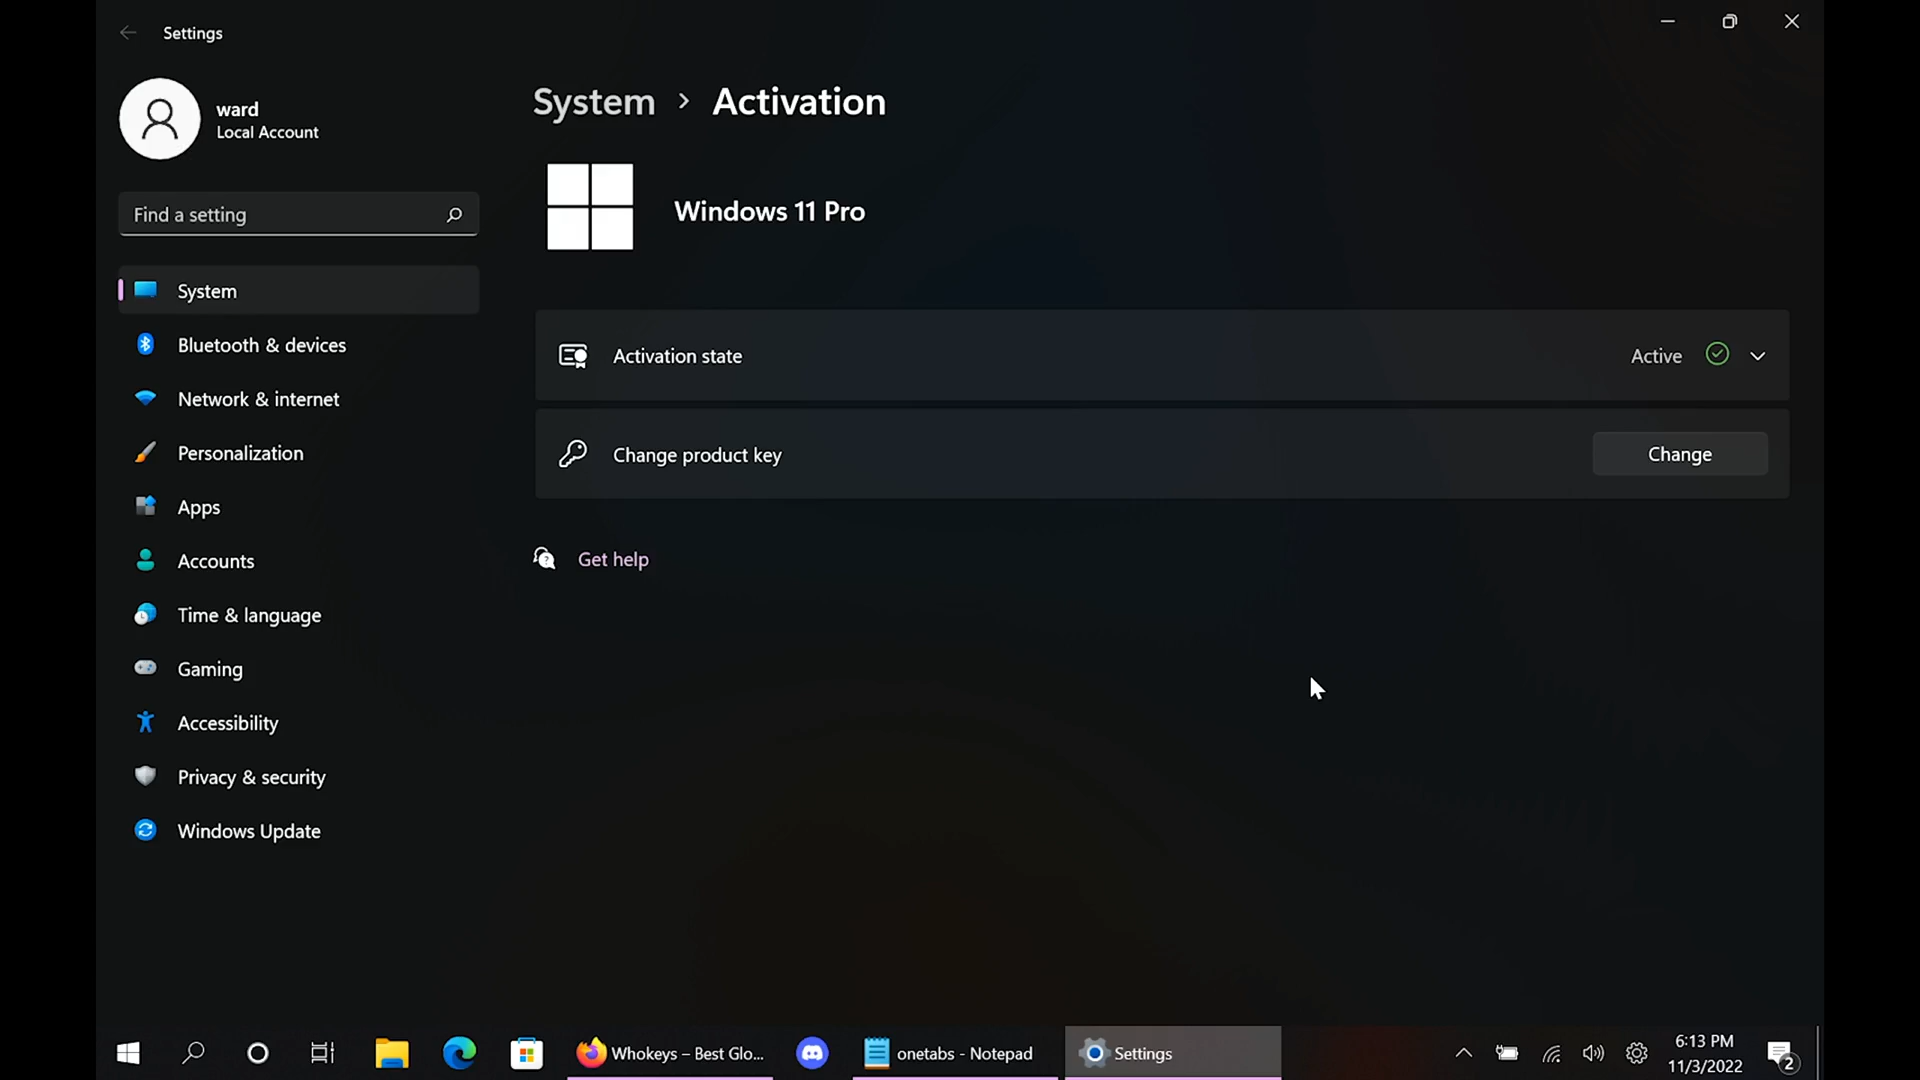 Settings
ward
Local Account
Find a setting
System
Bluetooth & devices
Network & internet
Personalization
Apps
Accounts
Time & language
Gaming
Accessibility
Privacy & security
Windows Update
System > Activation
Windows 11 Pro
Activation state
Active
Change product key
Change
Get help
Whokeys – Best Glo...
onetabs - Notepad
Settings
6:13 PM
11/3/2022
2